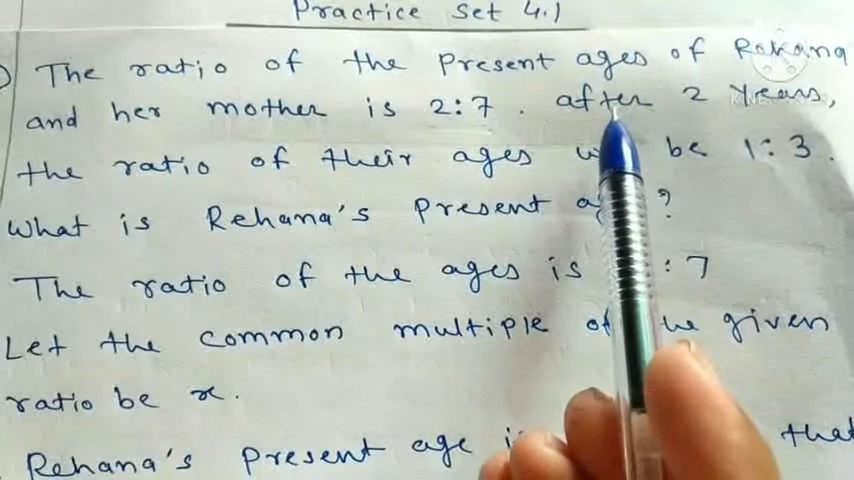 Practice Set 4.1
The ratio of the present ages of Rehana
and her mother is 2:7. after 2 years,
the ratio of their ages be 1:3.
What is Rehana's present ?
The ratio of the ages is :7
Let the common multiple of given
ratio be x.
Rehana's present age that